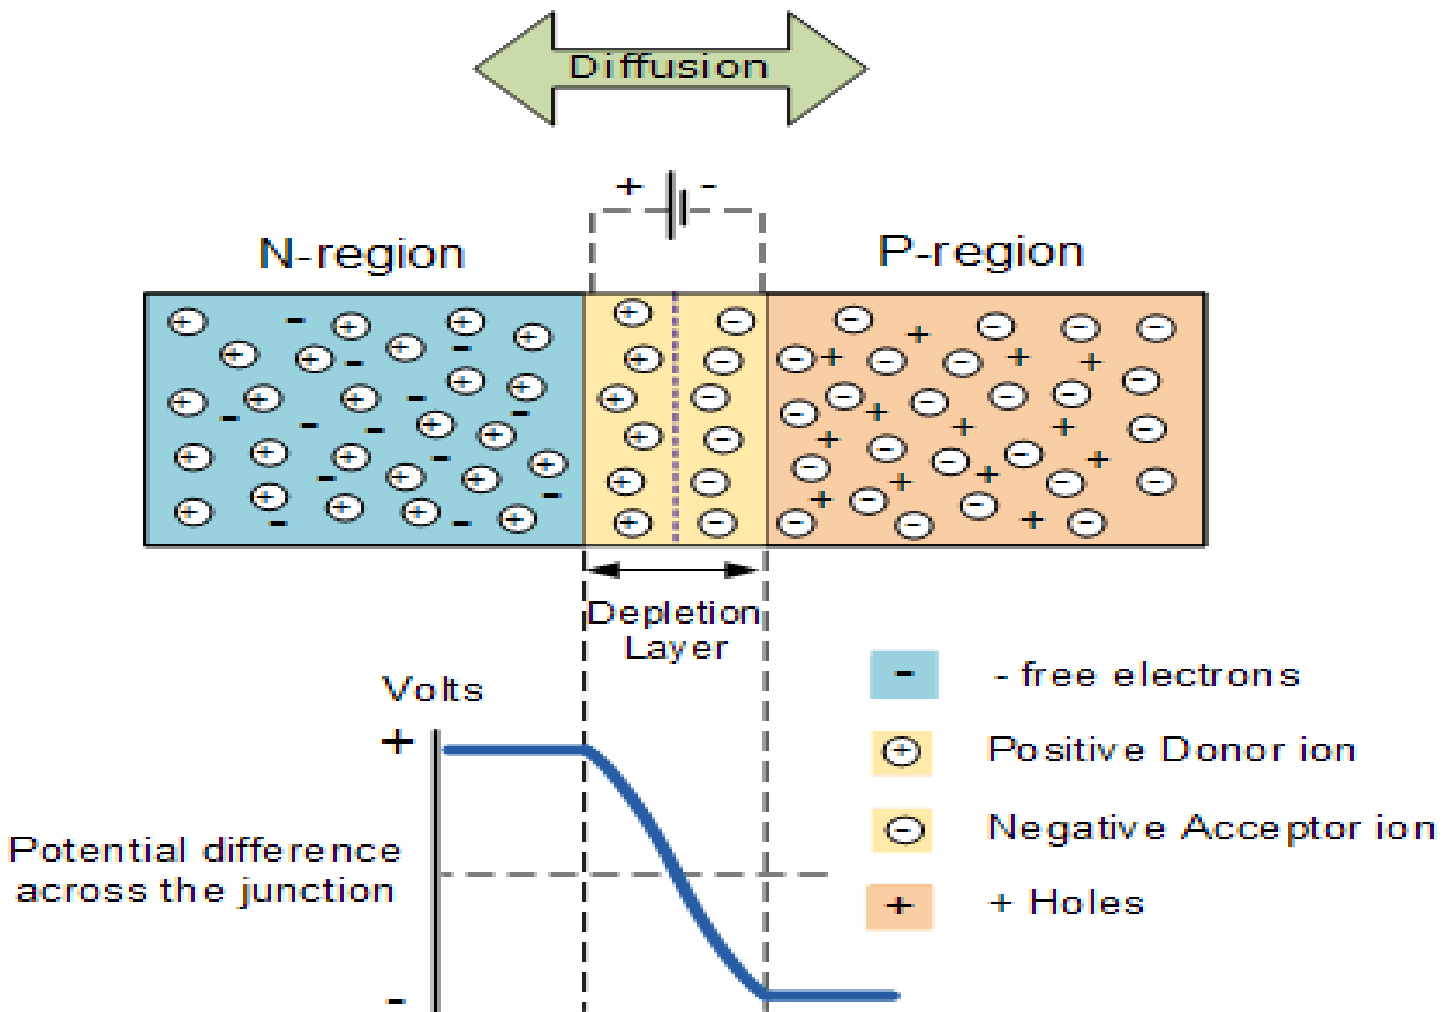 Diffusion
+ -
N-region
P-region
Depletion
Layer
Volts
+
Potential difference
across the junction
-
- - free electrons
+ Positive Donor ion
- Negative Acceptor ion
+ + Holes